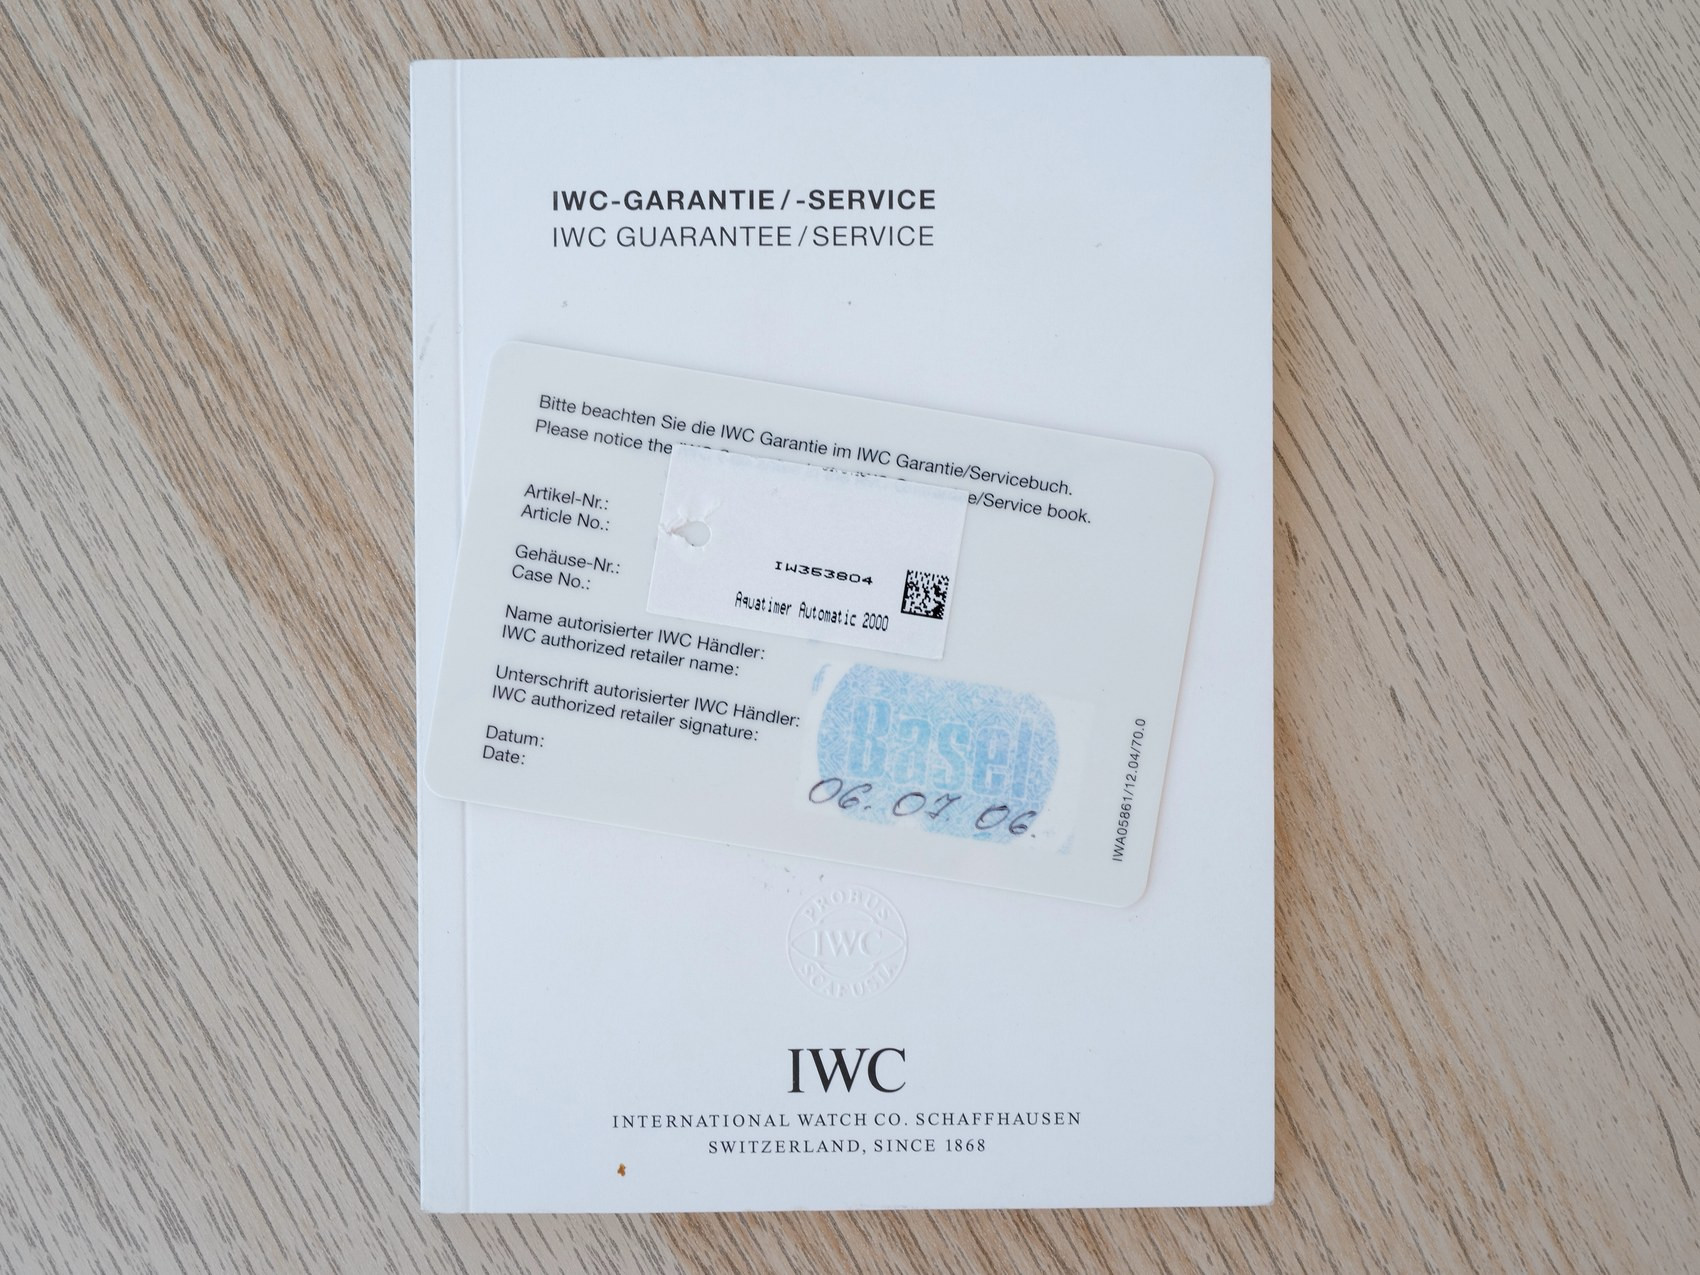 IWC-GARANTIE/-SERVICE
IWC GUARANTEE/SERVICE
Bitte beachten Sie die IWC Garantie im IWC Garantie/Servicebuch.
Please notice the e/Service book.
Artikel-Nr.:
Article No.:
Gehäuse-Nr.:
Case No.:
IW353804
Aquatimer Automatic 2000
Name autorisierter IWC Händler:
IWC authorized retailer name:
Unterschrift autorisierter IWC Händler:
IWC authorized retailer signature:
Basel
Datum:
Date:
06. 07. 06.
IWA05861/12.04/70.0
PROBUS
IWC
SCAFUSIA
IWC
INTERNATIONAL WATCH CO. SCHAFFHAUSEN
SWITZERLAND, SINCE 1868